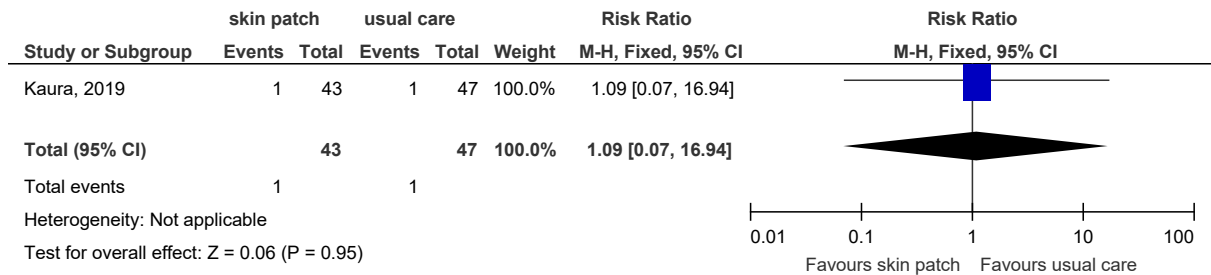 skin patch usual care Risk Ratio Risk Ratio
Study or Subgroup Events Total Events Total Weight M-H, Fixed, 95% CI M-H, Fixed, 95% CI
Kaura, 2019 1 43 1 47 100.0% 1.09 [0.07, 16.94]
Total (95% CI) 43 47 100.0% 1.09 [0.07, 16.94]
Total events 1 1
Heterogeneity: Not applicable
Test for overall effect: Z = 0.06 (P = 0.95)
0.01 0.1 1 10 100
Favours skin patch Favours usual care